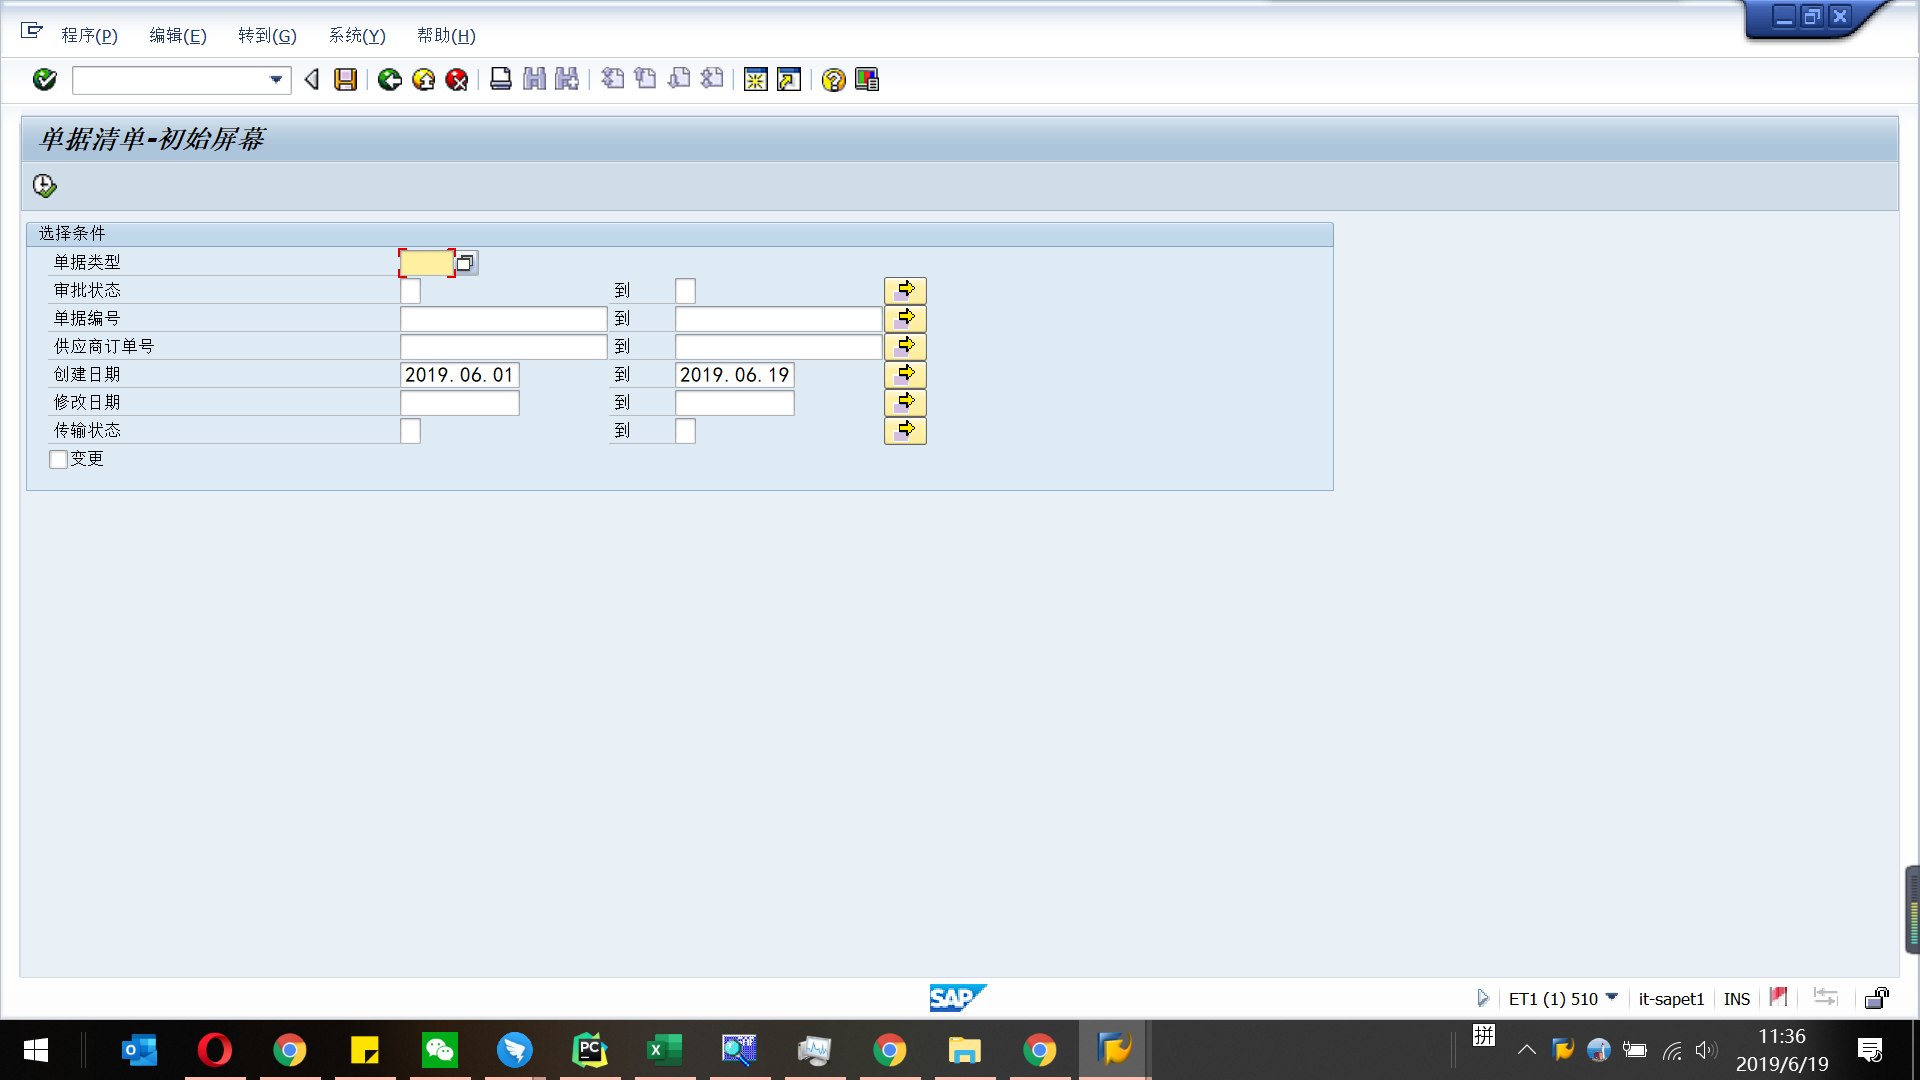 程序(P) 编辑(E) 转到(G) 系统(Y) 帮助(H)
单据清单-初始屏幕
选择条件
单据类型
审批状态 到
单据编号 到
供应商订单号 到
创建日期 2019.06.01 到 2019.06.19
修改日期 到
传输状态 到
变更
SAP
ET1 (1) 510 it-sapet1 INS
拼
11:36
2019/6/19